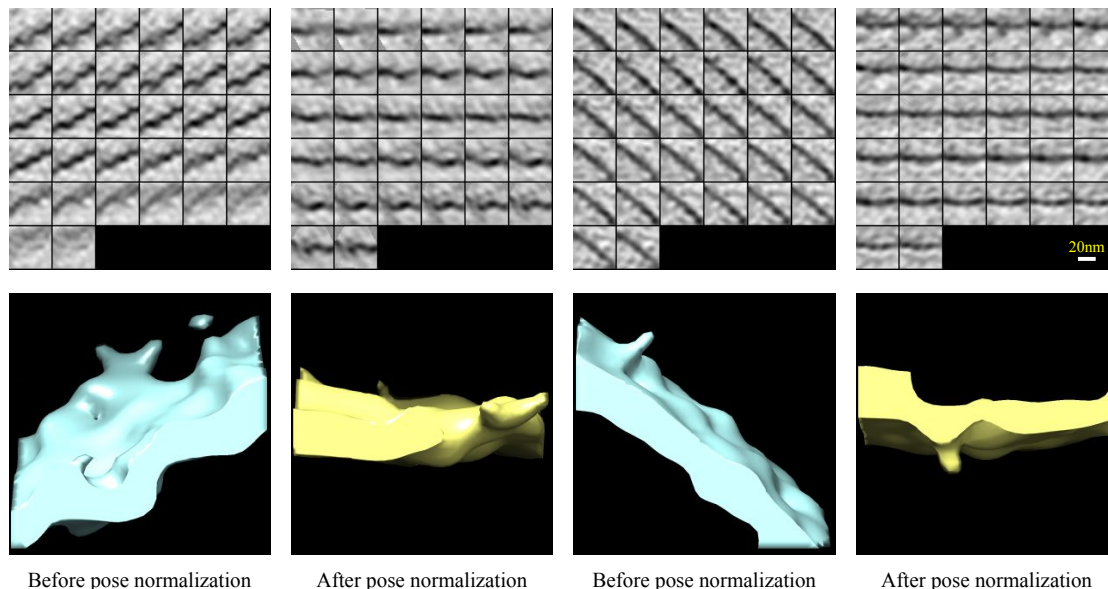 20nm
Before pose normalization
After pose normalization
Before pose normalization
After pose normalization